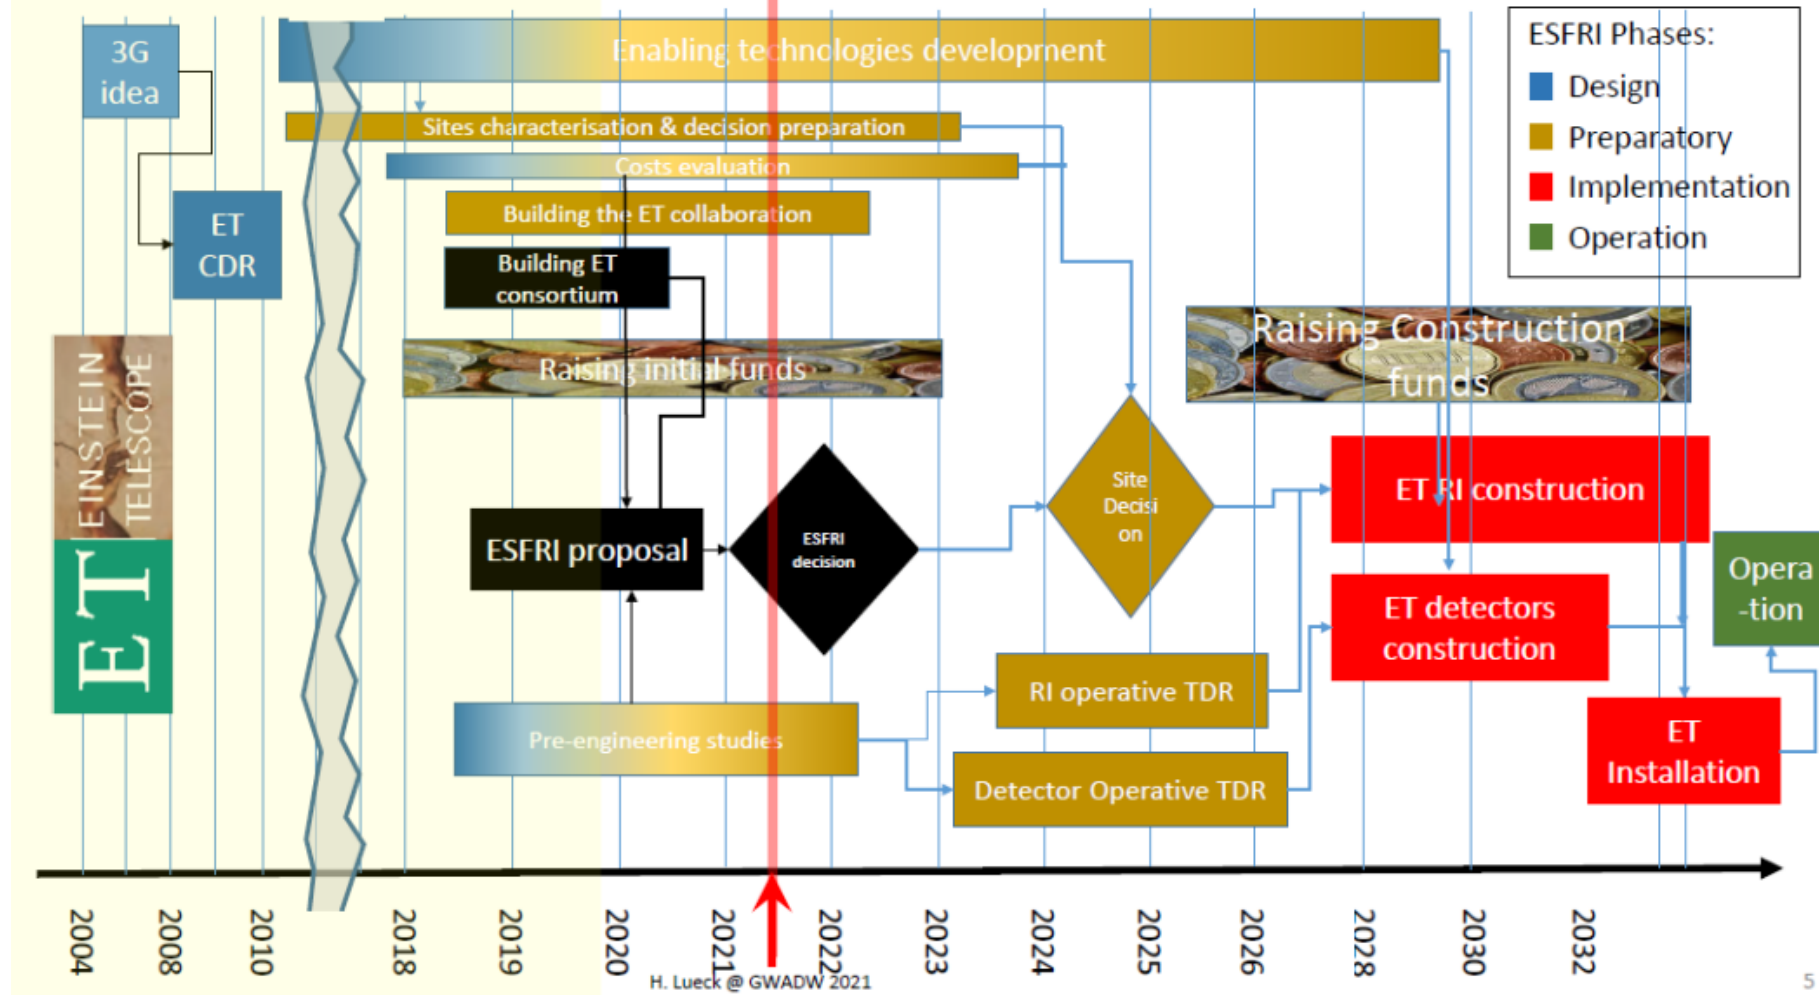 3G
idea
Enabling technologies development
ESFRI Phases:
Design
Preparatory
Implementation
Operation
Sites characterisation & decision preparation
Costs evaluation
Building the ET collaboration
ET
CDR
Building ET
consortium
Raising initial funds
Raising Construction
funds
EINSTEIN
TELESCOPE
ET
ESFRI proposal
ESFRI
decision
Site
Decisi
on
ET RI construction
ET detectors
construction
Opera
-tion
RI operative TDR
Pre-engineering studies
Detector Operative TDR
ET
Installation
2004
2008
2010
2018
2019
2020
2021
2022
2023
2024
2025
2026
2028
2030
2032
H. Lueck @ GWADW 2021
5